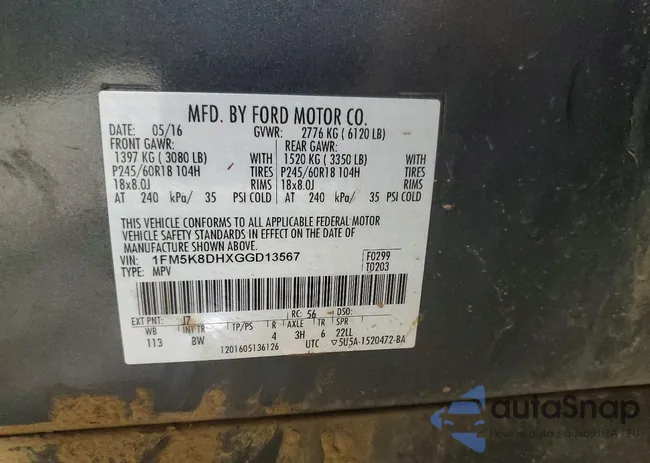 MFD. BY FORD MOTOR CO.
DATE: 05/16 GVWR: 2776 KG ( 6120 LB)
FRONT GAWR: REAR GAWR:
1397 KG ( 3080 LB) WITH 1520 KG ( 3350 LB) WITH
P245/60R18 104H TIRES P245/60R18 104H TIRES
18x8.0J RIMS 18x8.0J RIMS
AT 240 kPa/ 35 PSI COLD AT 240 kPa/ 35 PSI COLD
THIS VEHICLE CONFORMS TO ALL APPLICABLE FEDERAL MOTOR
VEHICLE SAFETY STANDARDS IN EFFECT ON THE DATE OF
MANUFACTURE SHOWN ABOVE.
VIN: 1FM5K8DHXGGD13567 F0299
TYPE: MPV T0203
EXT PNT: J7 RC: 56 DSO:
WB INT TR TP/PS R AXLE TR SPR
113 BW 4 3H 6 22LL
1201605136126 UTC ▽5U5A-1520472-BA
autoSnap